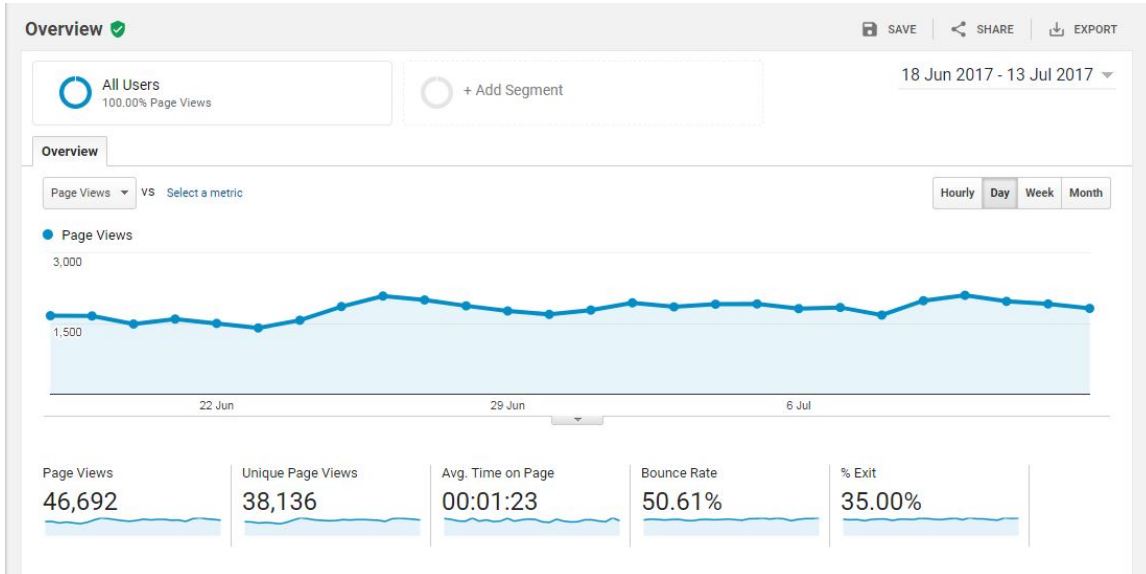 Overview
SAVE
SHARE
EXPORT
All Users
100.00% Page Views
+ Add Segment
18 Jun 2017 - 13 Jul 2017
Overview
Page Views
VS
Select a metric
Hourly
Day
Week
Month
Page Views
3,000
1,500
22 Jun
29 Jun
6 Jul
Page Views
46,692
Unique Page Views
38,136
Avg. Time on Page
00:01:23
Bounce Rate
50.61%
% Exit
35.00%